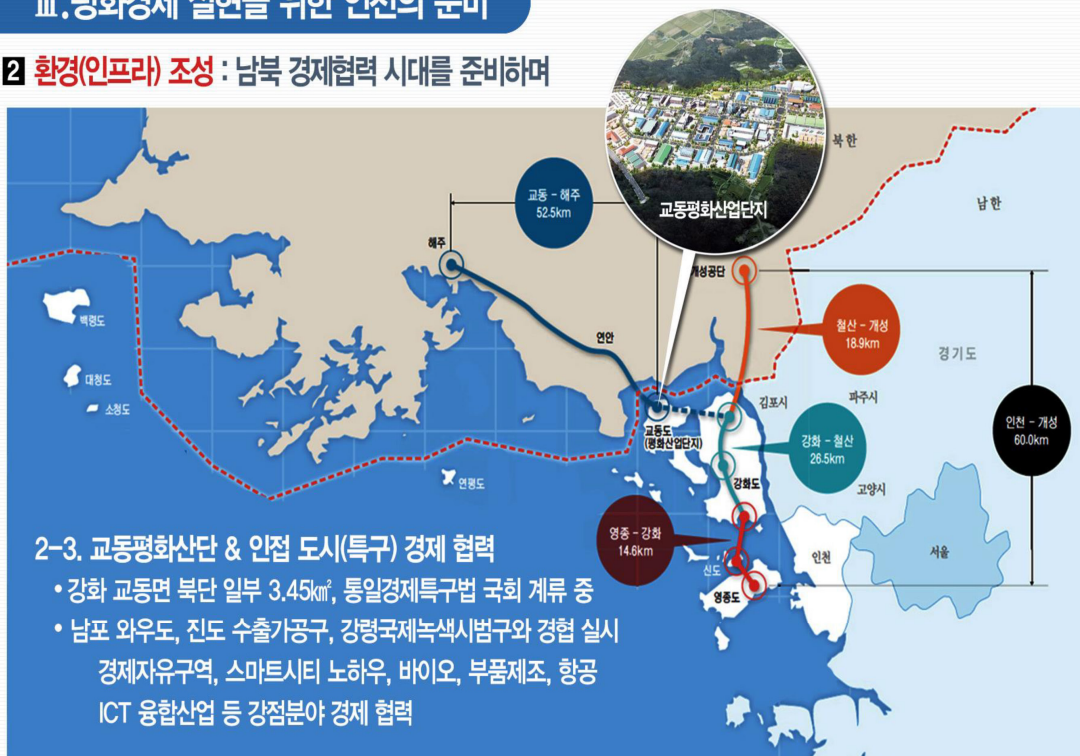 Ⅲ.평화경제 실현을 위한 인천의 준비
2 환경(인프라) 조성 : 남북 경제협력 시대를 준비하며
북한
남한
교동 - 해주
52.5km
교동평화산업단지
해주
개성공단
백령도
대청도
소청도
연안
철산 - 개성
18.9km
경기도
김포시
파주시
교동도
(평화산업단지)
인천 - 개성
60.0km
강화 - 철산
26.5km
연평도
강화도
고양시
영종 - 강화
14.6km
신도
인천
서울
영종도
2-3. 교동평화산단 & 인접 도시(특구) 경제 협력
• 강화 교동면 북단 일부 3.45㎢, 통일경제특구법 국회 계류 중
• 남포 와우도, 진도 수출가공구, 강령국제녹색시범구와 경협 실시
경제자유구역, 스마트시티 노하우, 바이오, 부품제조, 항공
ICT 융합산업 등 강점분야 경제 협력